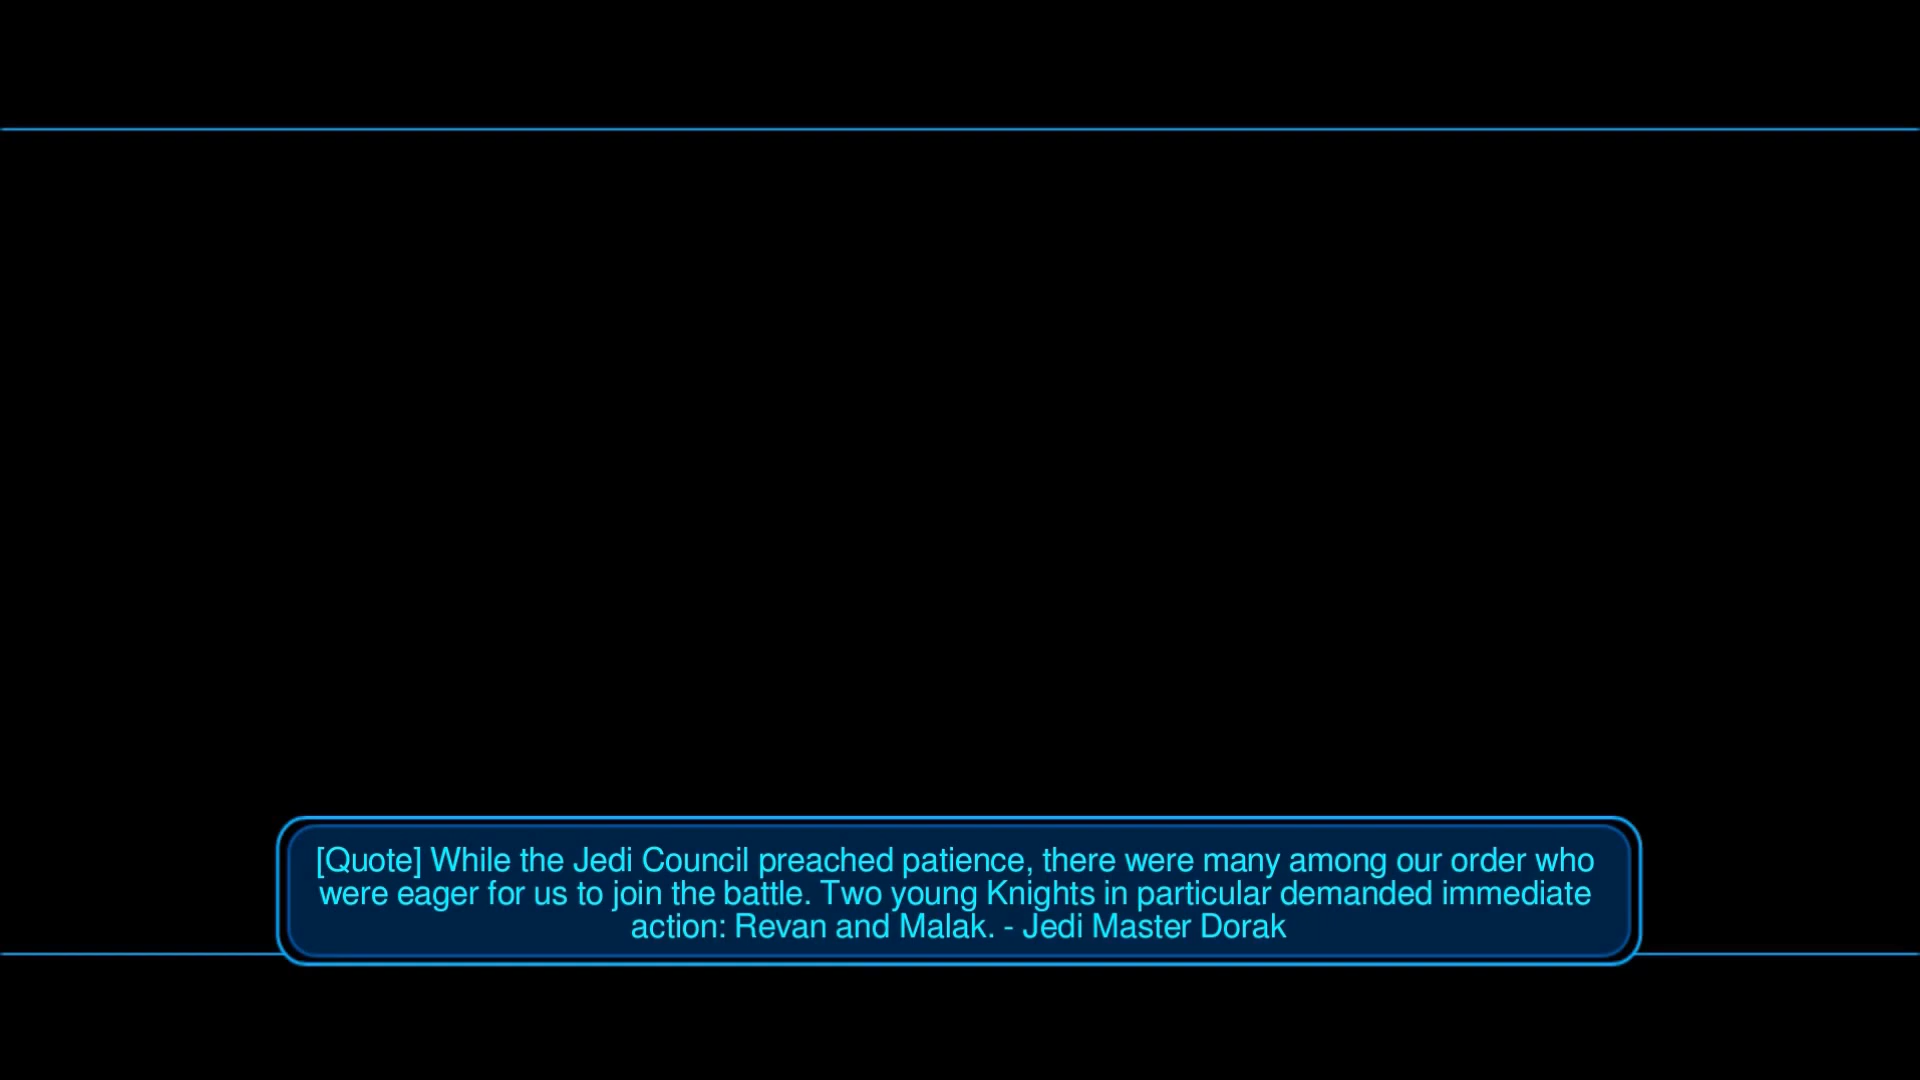 [Quote] While the Jedi Council preached patience, there were many among our order who
were eager for us to join the battle. Two young Knights in particular demanded immediate
action: Revan and Malak. - Jedi Master Dorak